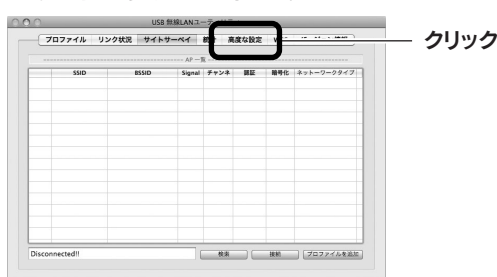 USB 無線LANユーティリティ
プロファイル リンク状況 サイトサーベイ 統計 高度な設定
クリック
AP 一覧
SSID BSSID Signal チャンネ 認証 暗号化 ネットーワークタイプ
Disconnected!! 検索 接続 プロファイルを追加